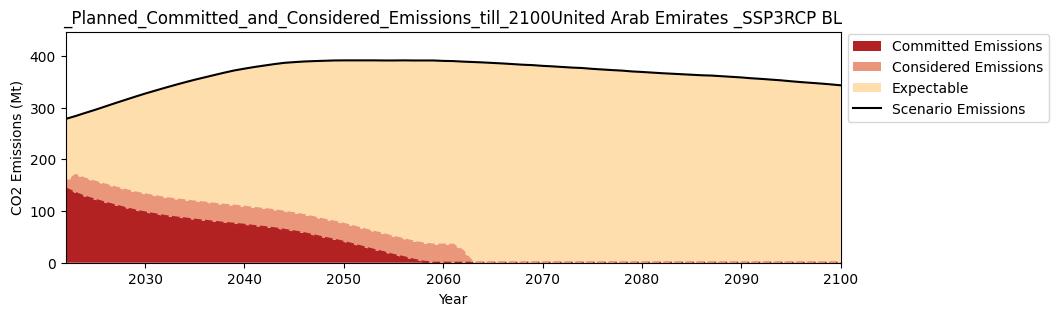 _Planned_Committed_and_Considered_Emissions_till_2100United Arab Emirates _SSP3RCP BL
CO2 Emissions (Mt)
400
300
200
100
0
2030 2040 2050 2060 2070 2080 2090 2100
Year
Committed Emissions
Considered Emissions
Expectable
Scenario Emissions